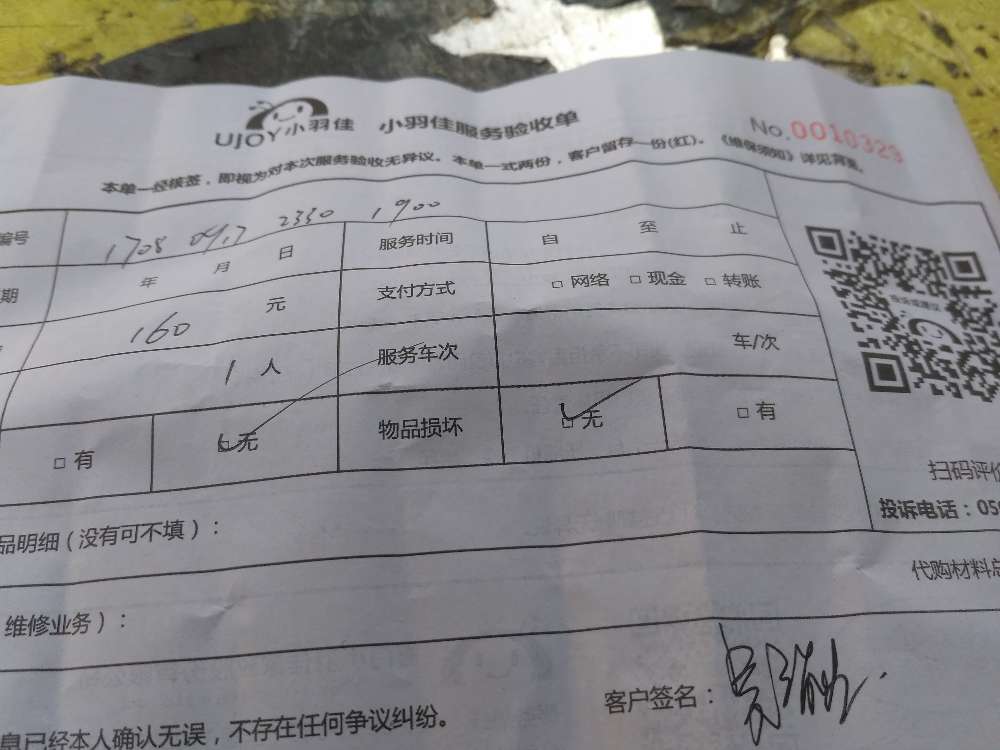 UJOY小羽佳 小羽佳服务验收单
No.0010329
本单一经核签，即视为对本次服务验收无异议。本单一式两份，客户留存一份(红)。《维保须知》详见背面。
编号 1708 0917 2330 1900
期 年 月 日 服务时间 自 至 止
160 元 支付方式 □ 网络 □ 现金 □ 转账
1 人 服务车次 车/次
□ 有 □ 无 物品损坏 □ 无 □ 有
扫码评价
投诉电话：05
品明细（没有可不填）：
代购材料总
维修业务）：
客户签名：
息已经本人确认无误，不存在任何争议纠纷。